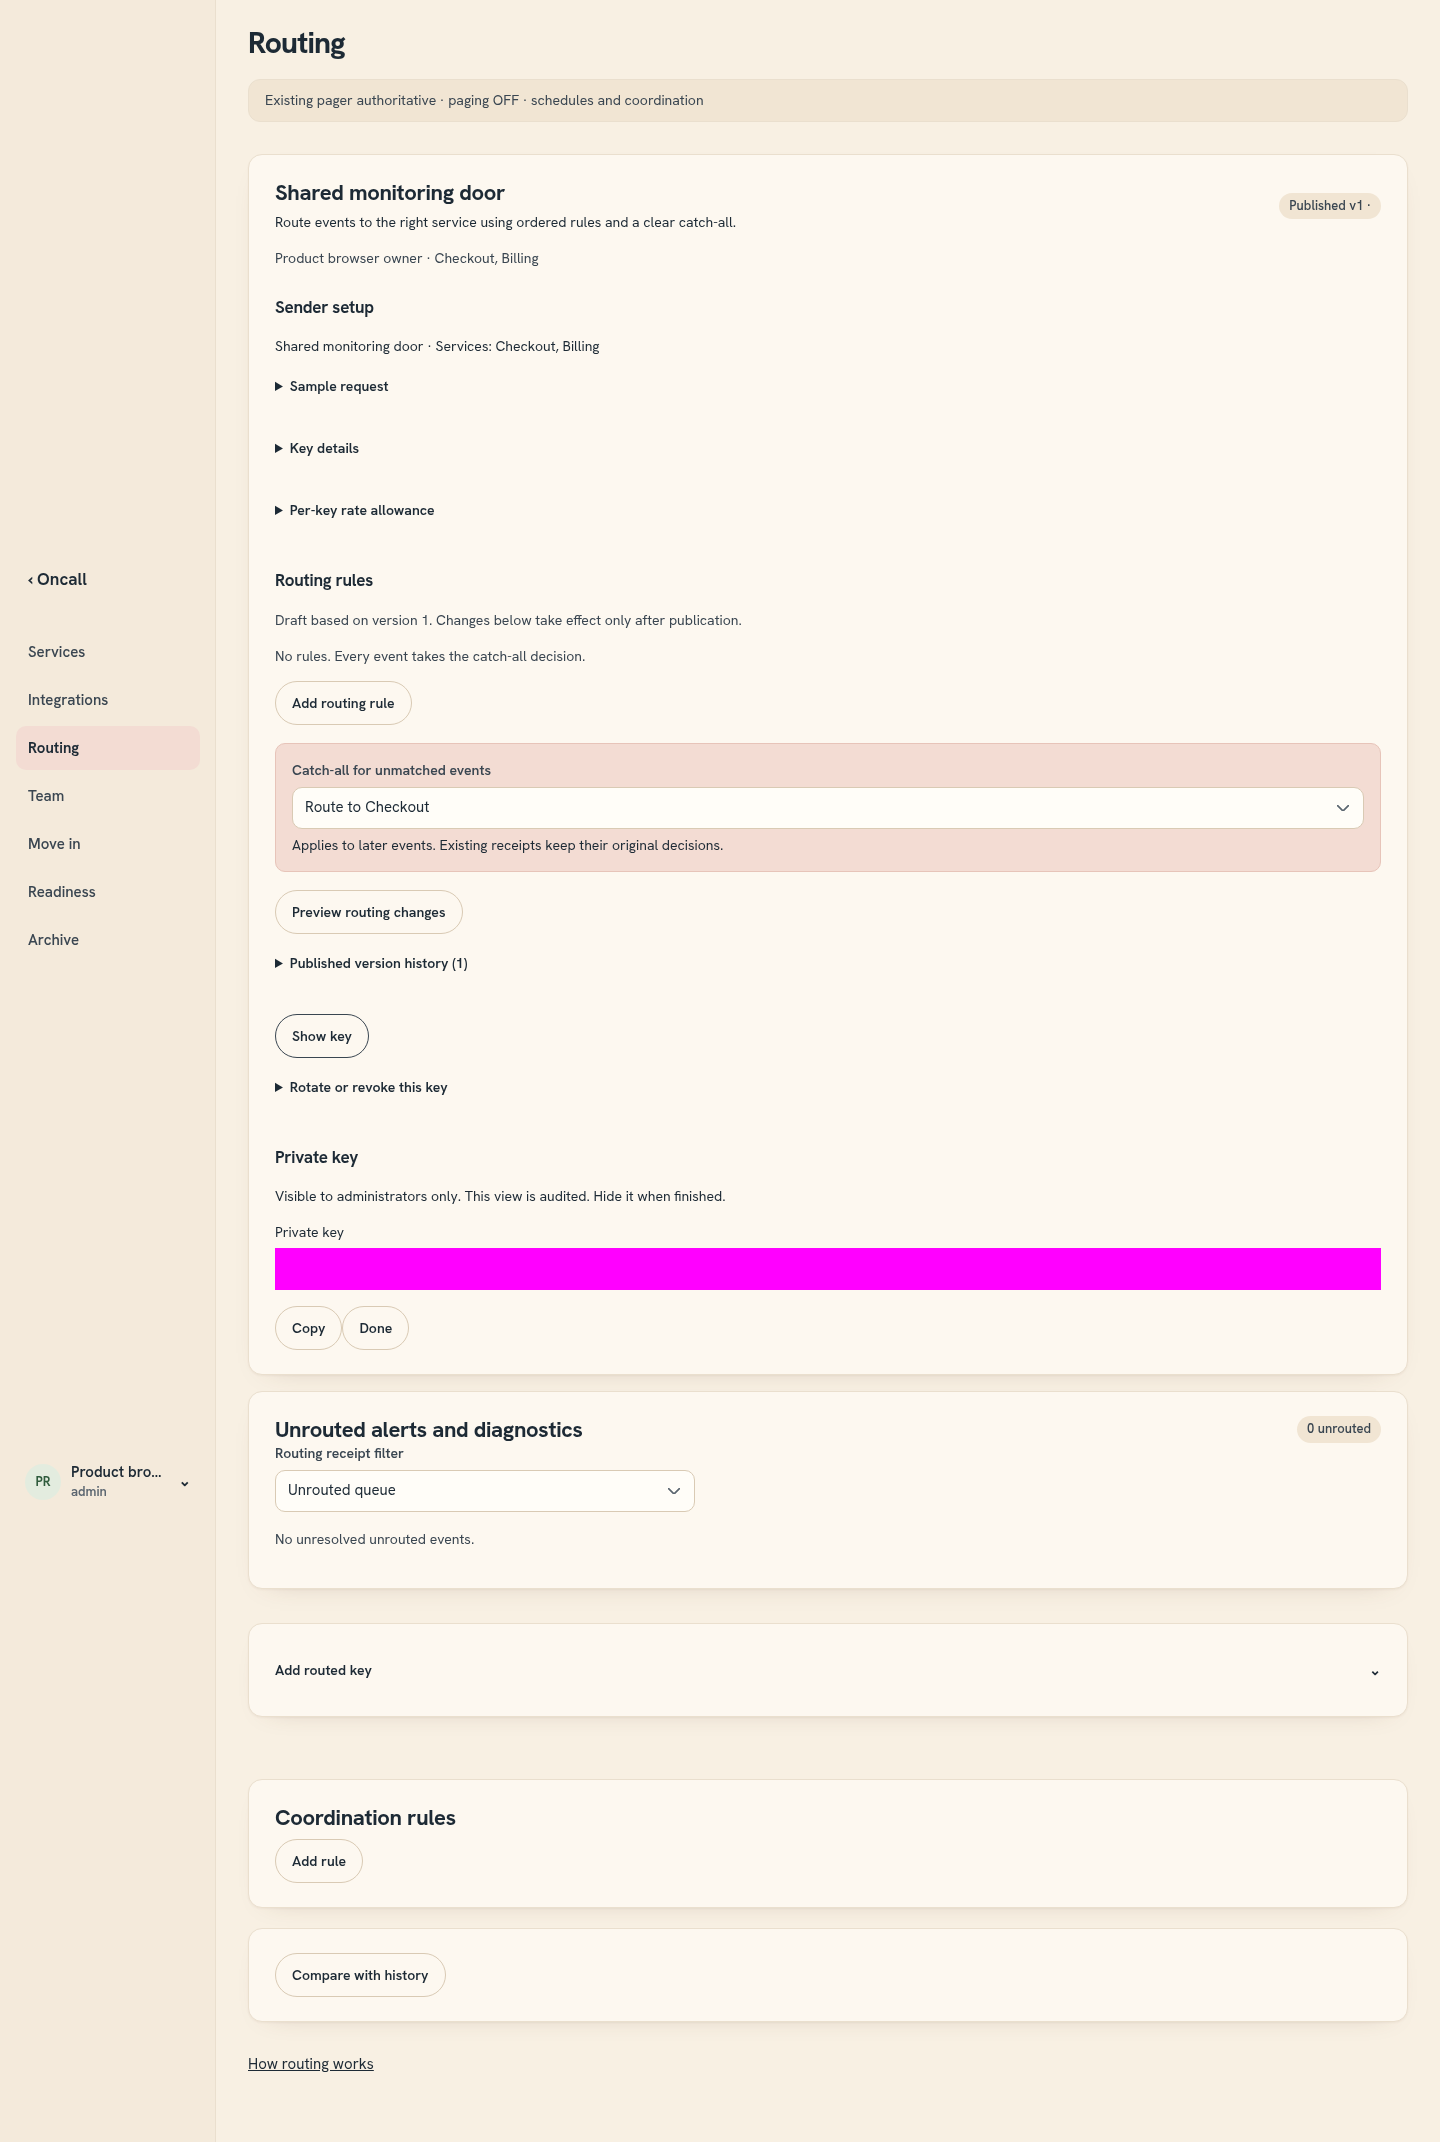 Routing
Existing pager authoritative · paging OFF · schedules and coordination
Shared monitoring door
Published v1 ·
Route events to the right service using ordered rules and a clear catch-all.
Product browser owner · Checkout, Billing
Sender setup
Shared monitoring door · Services: Checkout, Billing
Sample request
Key details
Per-key rate allowance
Routing rules
Draft based on version 1. Changes below take effect only after publication.
No rules. Every event takes the catch-all decision.
Add routing rule
Catch-all for unmatched events
Route to Checkout
Applies to later events. Existing receipts keep their original decisions.
Preview routing changes
Published version history (1)
Show key
Rotate or revoke this key
Private key
Visible to administrators only. This view is audited. Hide it when finished.
Private key
Copy
Done
Unrouted alerts and diagnostics
0 unrouted
Routing receipt filter
Unrouted queue
No unresolved unrouted events.
Add routed key
Coordination rules
Add rule
Compare with history
How routing works
‹ Oncall
Services
Integrations
Routing
Team
Move in
Readiness
Archive
PR
Product bro...
admin